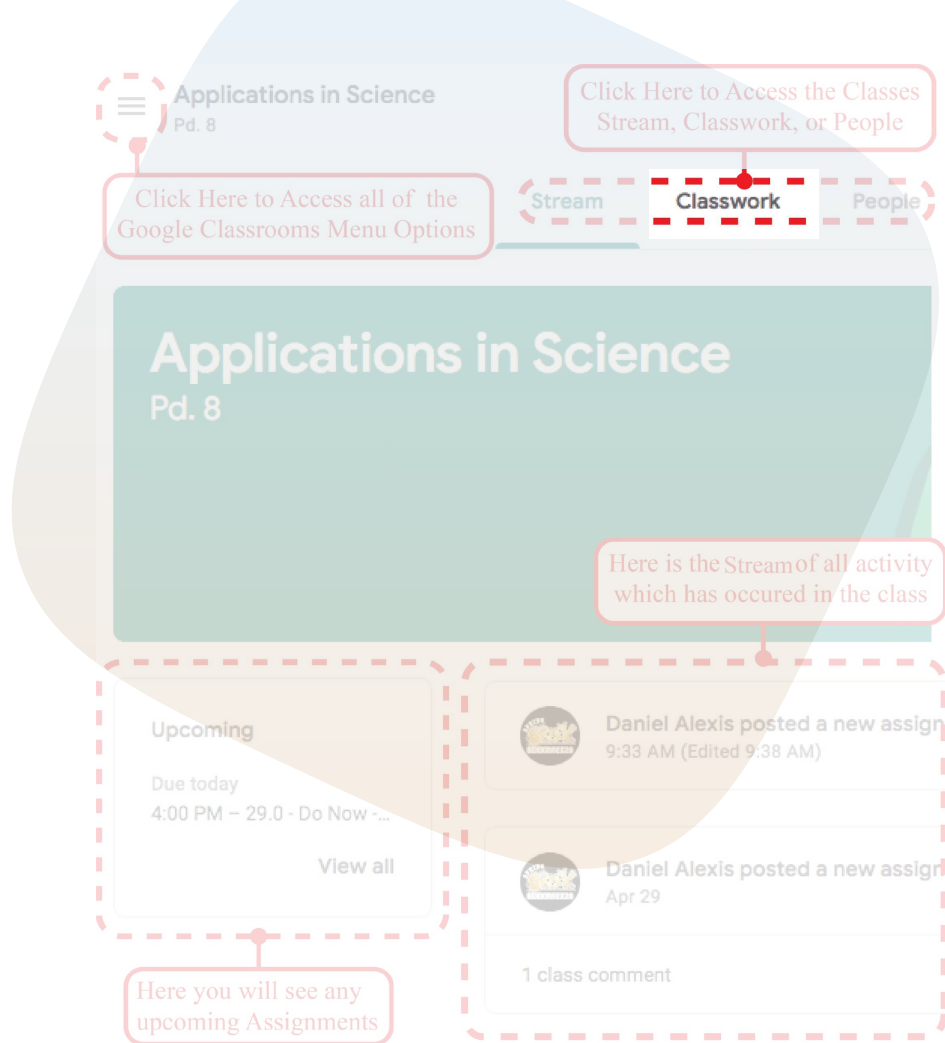 Applications in Science
Pd. 8
Click Here to Access the Classes
Stream, Classwork, or People
Click Here to Access all of the
Google Classrooms Menu Options
Stream Classwork People
Applications in Science
Pd. 8
Here is the Stream of all activity
which has occured in the class
Upcoming
Due today
4:00 PM – 29.0 - Do Now -...
View all
Daniel Alexis posted a new assign
9:33 AM (Edited 9:38 AM)
Daniel Alexis posted a new assign
Apr 29
1 class comment
Here you will see any
upcoming Assignments